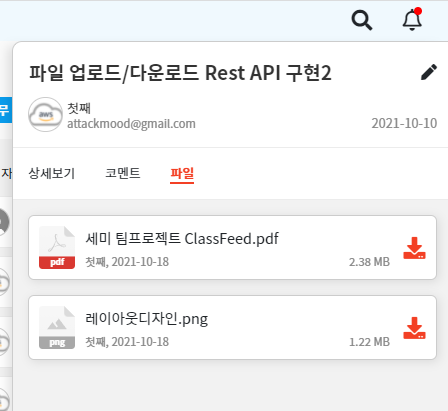 파일 업로드/다운로드 Rest API 구현2
aws
첫째
attackmood@gmail.com
2021-10-10
무
자
상세보기
코멘트
파일
세미 팀프로젝트 ClassFeed.pdf
pdf
첫째, 2021-10-18
2.38 MB
레이아웃디자인.png
png
첫째, 2021-10-18
1.22 MB